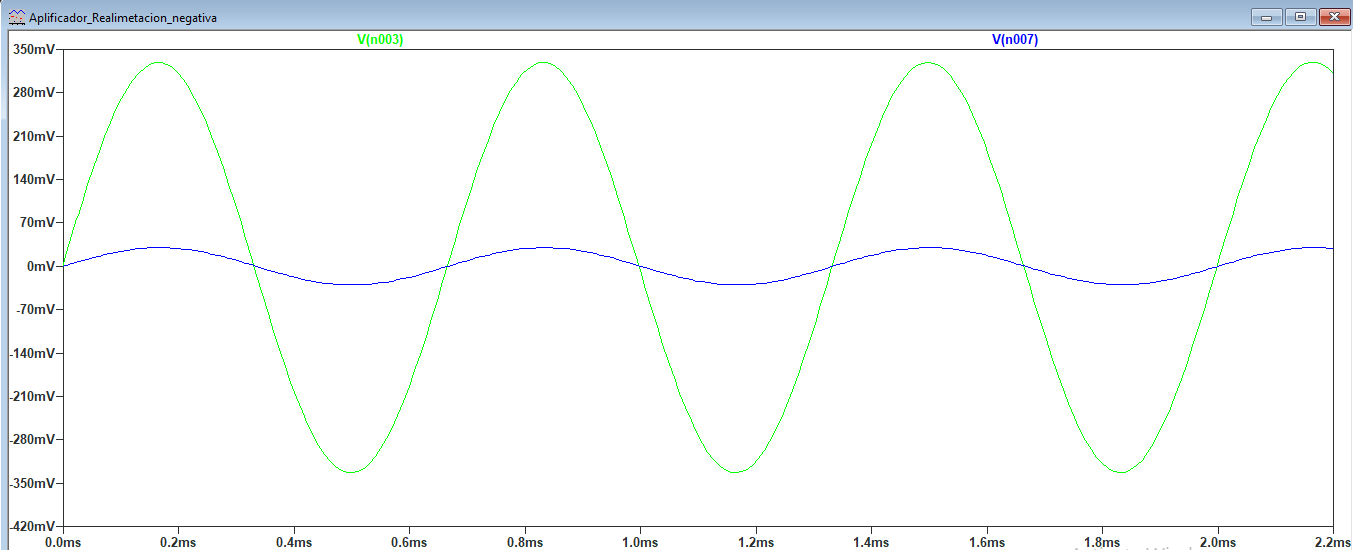 Aplificador_Realimetacion_negativa
V(n003) V(n007)
350mV
280mV
210mV
140mV
70mV
0mV
-70mV
-140mV
-210mV
-280mV
-350mV
-420mV
0.0ms 0.2ms 0.4ms 0.6ms 0.8ms 1.0ms 1.2ms 1.4ms 1.6ms 1.8ms 2.0ms 2.2ms